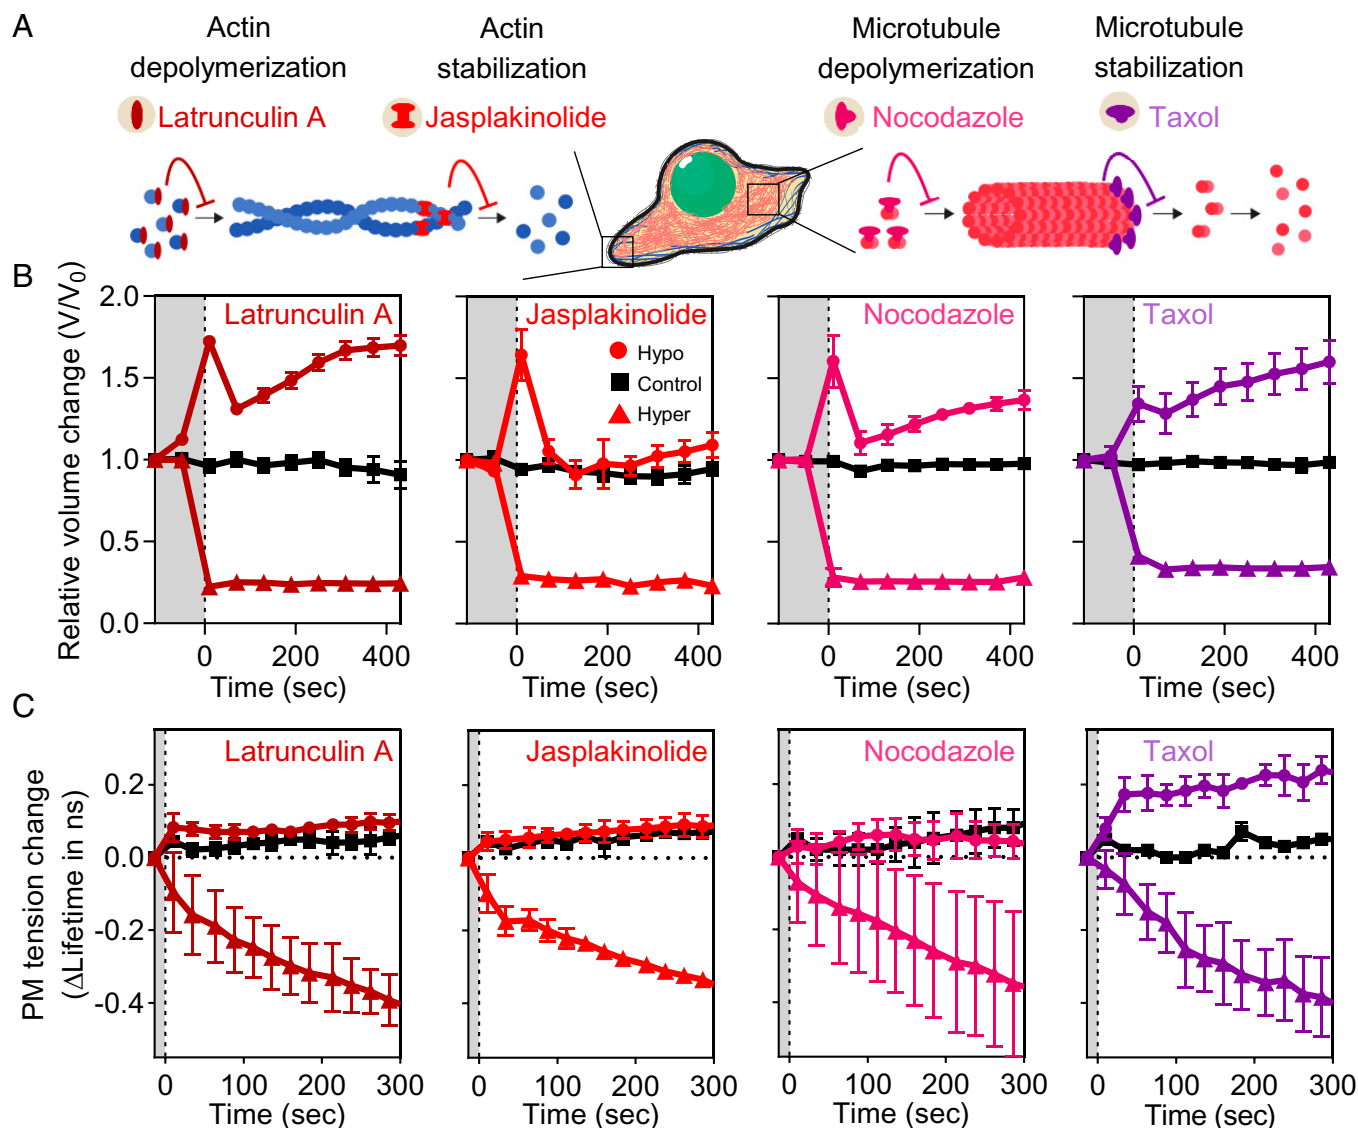 A
Actin
depolymerization
Actin
stabilization
Microtubule
depolymerization
Microtubule
stabilization
Latrunculin A
Jasplakinolide
Nocodazole
Taxol
B
Relative volume change (V/V0)
2.0
1.5
1.0
0.5
0.0
Latrunculin A
Jasplakinolide
Hypo
Control
Hyper
Nocodazole
Taxol
0 200 400
0 200 400
0 200 400
0 200 400
Time (sec)
Time (sec)
Time (sec)
Time (sec)
C
PM tension change
(ΔLifetime in ns)
0.2
0.0
-0.2
-0.4
Latrunculin A
Jasplakinolide
Nocodazole
Taxol
0 100 200 300
0 100 200 300
0 100 200 300
0 100 200 300
Time (sec)
Time (sec)
Time (sec)
Time (sec)